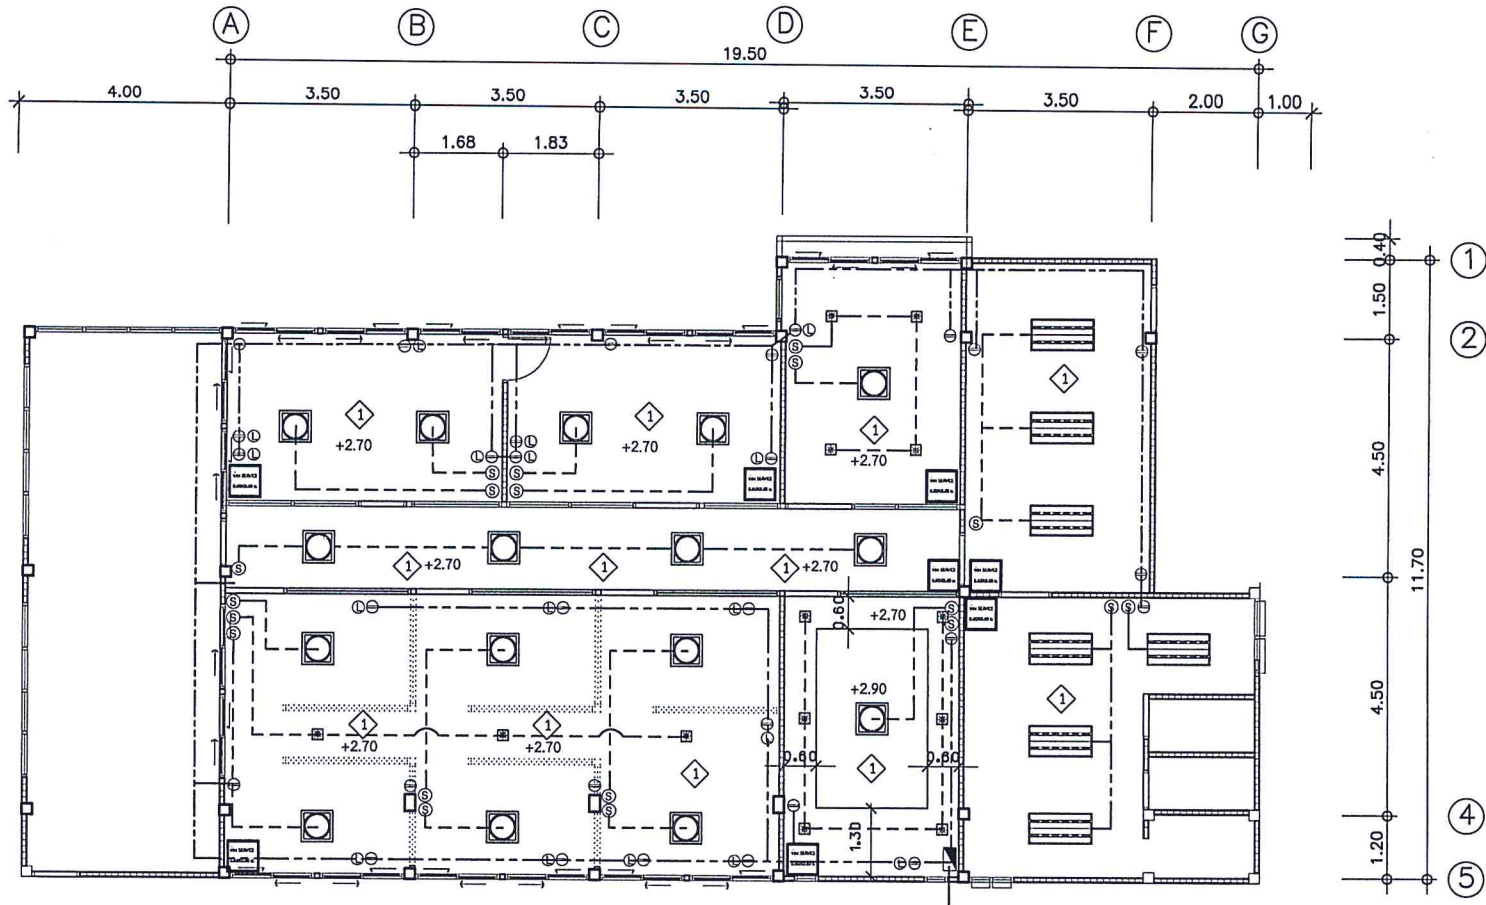 A B C D E F G
19.50
4.00 3.50 3.50 3.50 3.50 3.50 2.00 1.00
1.68 1.83
0.40
1
1.50
2
L
S
S
1 1 1
L L +2.70 +2.70 1 4.50
L L L +2.70
S S
S S S
11.70
S 1 +2.70 1 1 +2.70
S L L L 0.60 +2.70 S S S
S S
S
+2.90 1 4.50
1 1 L
+2.70 +2.70
1 0.60 1 0.60
S S
S S 4
1.30
L L L L L L 1.20
5